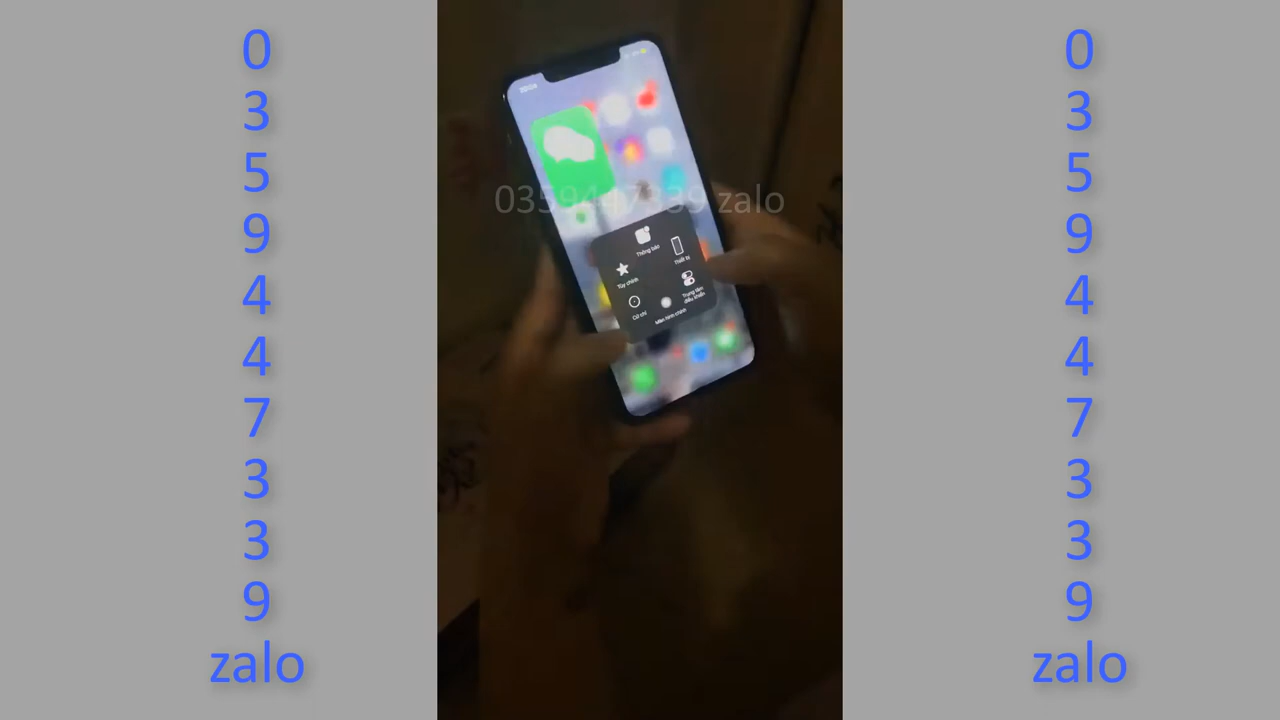 0
3
5
9
4
4
7
3
3
9
zalo
0359447339 zalo
Thông báo
Thiết bị
Tùy chỉnh
Trung tâm
điều khiển
Cử chỉ
Màn hình chính
0
3
5
9
4
4
7
3
3
9
zalo